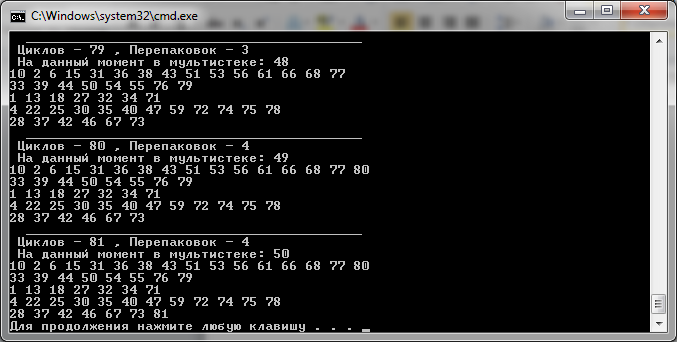 C:\Windows\system32\cmd.exe
Циклов - 79 , Перепаковок - 3
На данный момент в мультистеке: 48
10 2 6 15 31 36 38 43 51 53 56 61 66 68 77
33 39 44 50 54 55 76 79
1 13 18 27 32 34 71
4 22 25 30 35 40 47 59 72 74 75 78
28 37 42 46 67 73
Циклов - 80 , Перепаковок - 4
На данный момент в мультистеке: 49
10 2 6 15 31 36 38 43 51 53 56 61 66 68 77 80
33 39 44 50 54 55 76 79
1 13 18 27 32 34 71
4 22 25 30 35 40 47 59 72 74 75 78
28 37 42 46 67 73
Циклов - 81 , Перепаковок - 4
На данный момент в мультистеке: 50
10 2 6 15 31 36 38 43 51 53 56 61 66 68 77 80
33 39 44 50 54 55 76 79
1 13 18 27 32 34 71
4 22 25 30 35 40 47 59 72 74 75 78
28 37 42 46 67 73 81
Для продолжения нажмите любую клавишу . . .